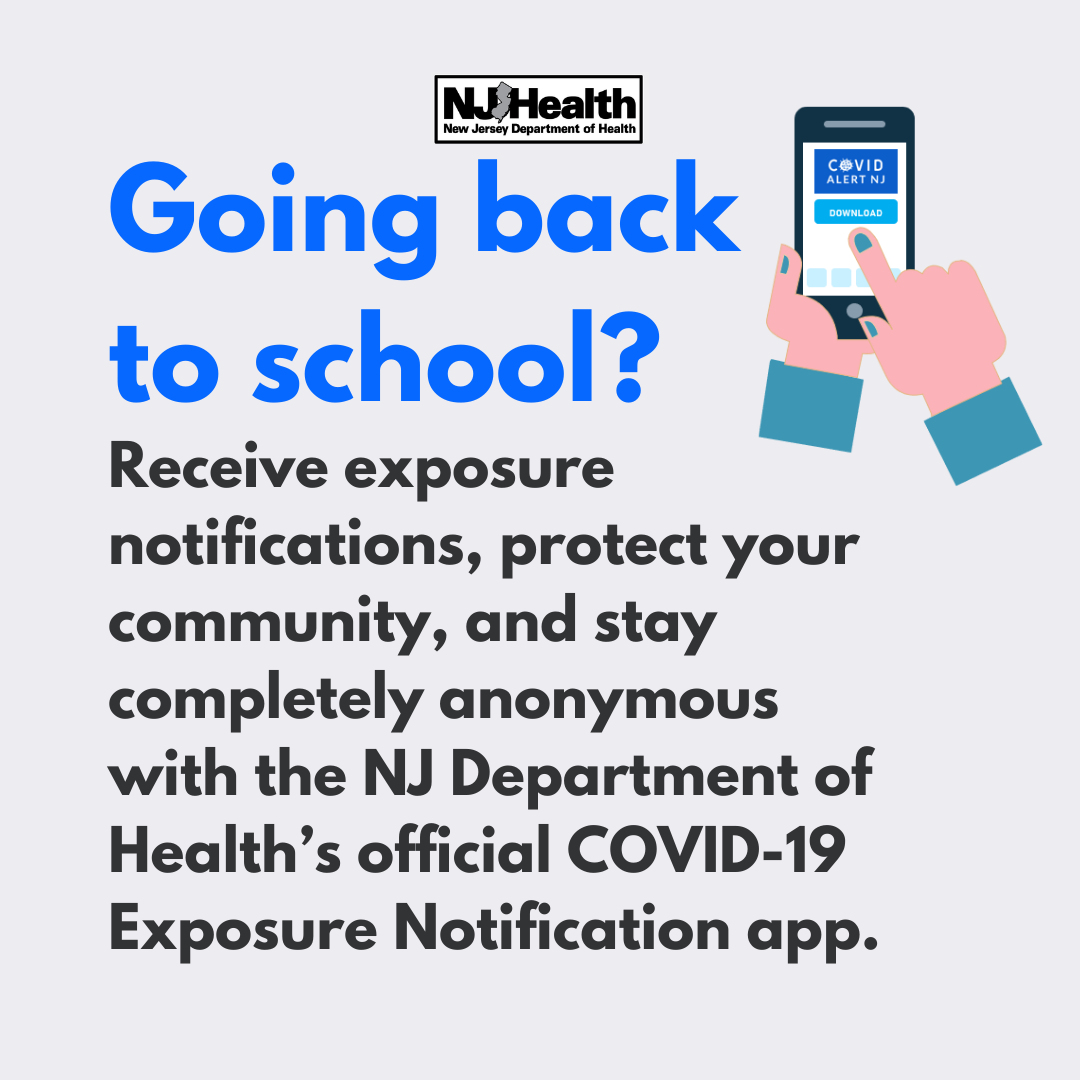 NJ Health
New Jersey Department of Health
COVID
ALERT NJ
DOWNLOAD
Going back
to school?
Receive exposure
notifications, protect your
community, and stay
completely anonymous
with the NJ Department of
Health’s official COVID-19
Exposure Notification app.